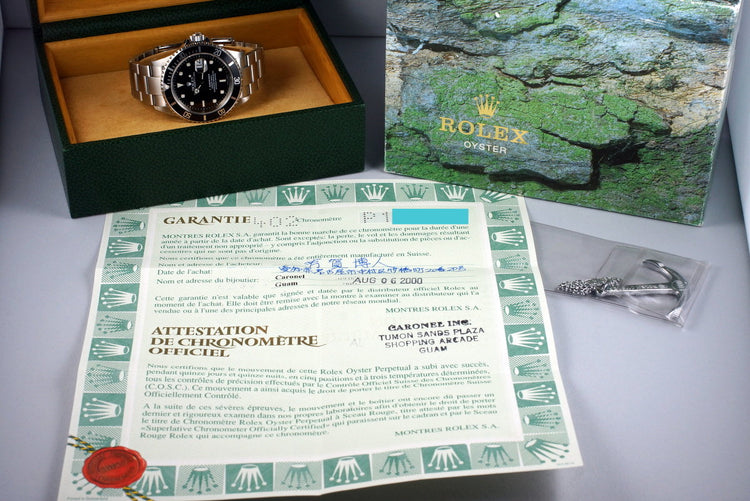 ROLEX
OYSTER
GARANTIE 402 Chronomètre P1
MONTRES ROLEX S.A. garantit la bonne marche de ce chronomètre pour la durée d'une
année à partir de la date d'achat. Sont exceptés: la perte, le vol et les dommages résultant
d'un traitement non approprié - y compris l'adjonction ou la substitution de pièces ou d'ac-
cessoires qui ne sont pas d'origine.
Nous certifions que ce chronomètre a été entièrement manufacturé en Suisse.
Nom et adresse de l'acheteur:
博人
Date de l'achat:
Nom et adresse du bijoutier: Caronel
Guam AUG 06 2000
Cette garantie n'est valable que signée et datée par le distributeur officiel Rolex au
moment de l'achat. Elle doit être remise avec la montre à examiner au distributeur qui l'a
vendue ou à l'une des principales adresses de notre réseau mondial.
MONTRES ROLEX S.A.
ATTESTATION
DE CHRONOMÈTRE
OFFICIEL
CARONEL INC.
TUMON SANDS PLAZA
SHOPPING ARCADE
GUAM
Nous certifions que le mouvement de cette Rolex Oyster Perpetual a subi avec succès,
pendant quinze jours et quinze nuits, en cinq positions et à trois températures déterminées,
tous les contrôles de précision effectués par le Contrôle Officiel Suisse des Chronomètres
(C.O.S.C.). Ce mouvement a ainsi acquis le droit de porter le titre de Chronomètre Suisse
Officiellement Contrôlé.
A la suite de ces sévères épreuves, le mouvement et le boîtier ont encore dû passer un
dernier et rigoureux examen dans nos propres laboratoires afin d'obtenir le droit de porter
le titre de Chronomètre Rolex Oyster Perpetual à Sceau Rouge, titre attesté par les mots
«Superlative Chronometer Officially Certified» qui paraissent sur le cadran et par le Sceau
Rouge Rolex qui accompagne ce chronomètre.
MONTRES ROLEX S.A.